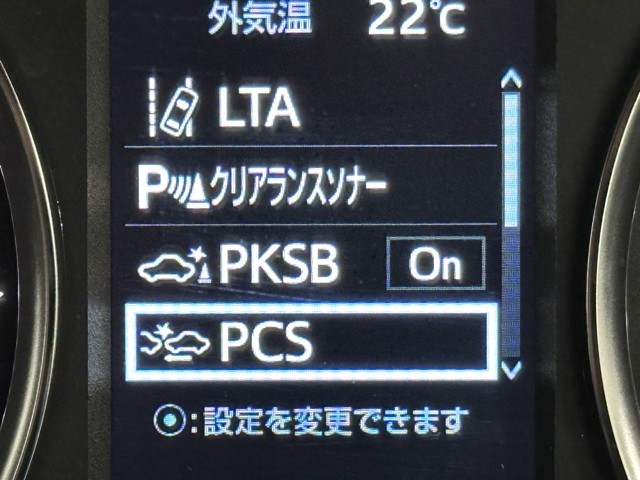 外気温 22℃
LTA
Pクリアランスソナー
PKSB On
PCS
:設定を変更できます